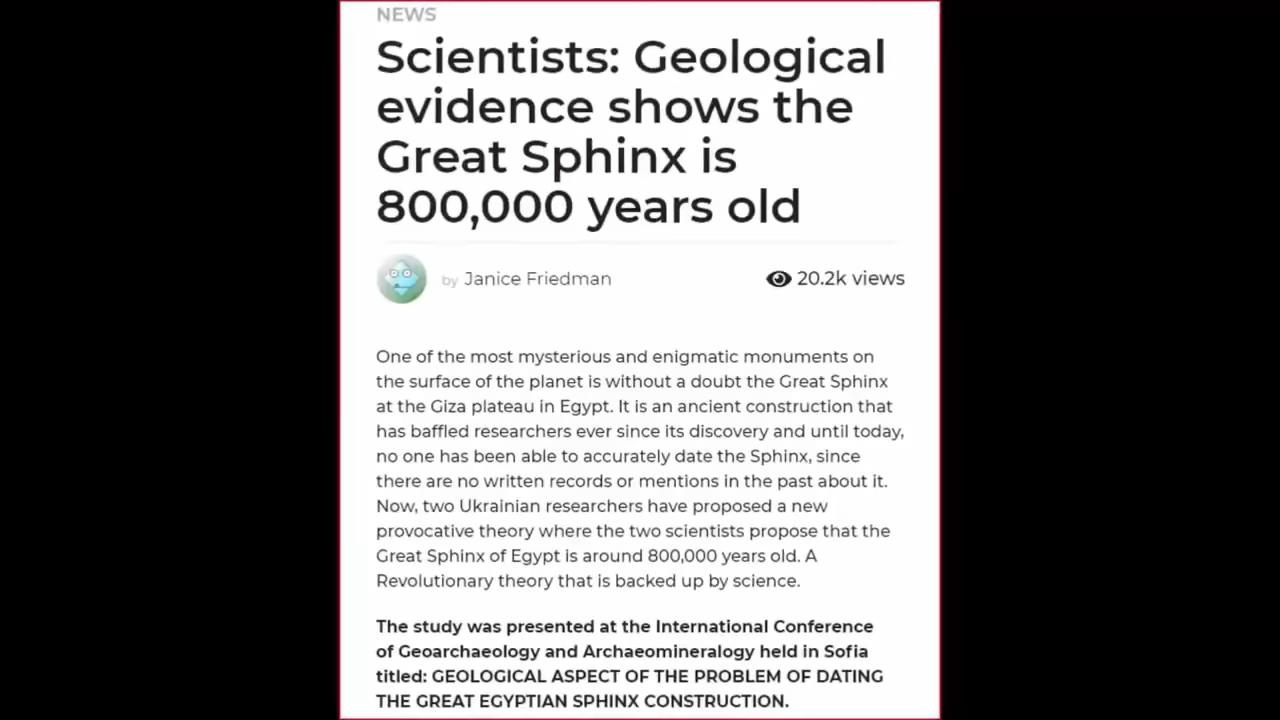 NEWS
Scientists: Geological
evidence shows the
Great Sphinx is
800,000 years old
by Janice Friedman
20.2k views
One of the most mysterious and enigmatic monuments on
the surface of the planet is without a doubt the Great Sphinx
at the Giza plateau in Egypt. It is an ancient construction that
has baffled researchers ever since its discovery and until today,
no one has been able to accurately date the Sphinx, since
there are no written records or mentions in the past about it.
Now, two Ukrainian researchers have proposed a new
provocative theory where the two scientists propose that the
Great Sphinx of Egypt is around 800,000 years old. A
Revolutionary theory that is backed up by science.
The study was presented at the International Conference
of Geoarchaeology and Archaeomineralogy held in Sofia
titled: GEOLOGICAL ASPECT OF THE PROBLEM OF DATING
THE GREAT EGYPTIAN SPHINX CONSTRUCTION.